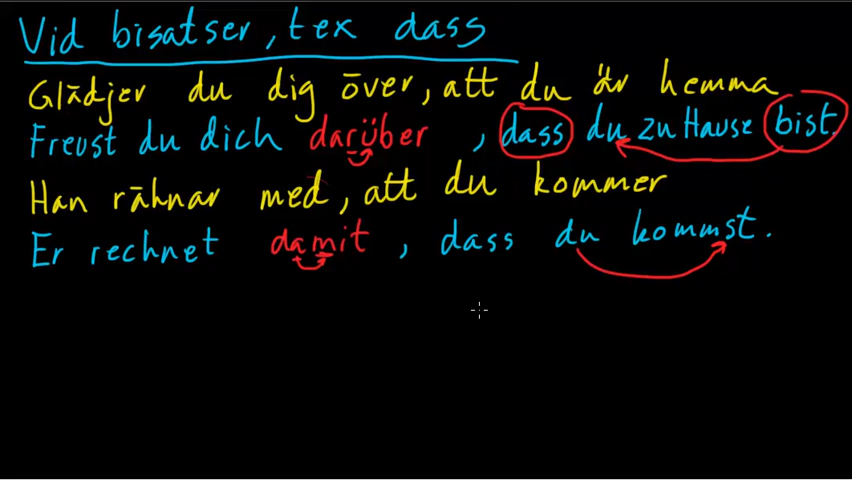 Vid bisatser, tex dass
Glädjer du dig över, att du är hemma
Freust du dich darüber, dass du zu Hause bist.
Han rähnar med, att du kommer
Er rechnet damit, dass du kommst.